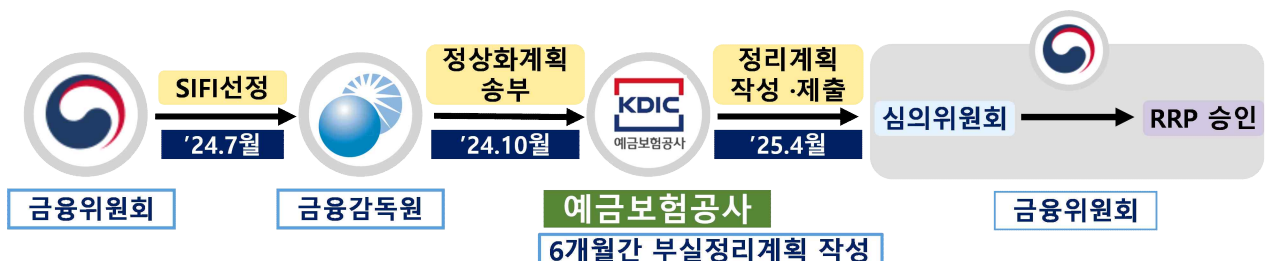 SIFI선정
'24.7월
금융위원회
금융감독원
정상화계획
송부
'24.10월
KDIC
예금보험공사
예금보험공사
6개월간 부실정리계획 작성
정리계획
작성 ·제출
'25.4월
심의위원회
RRP 승인
금융위원회